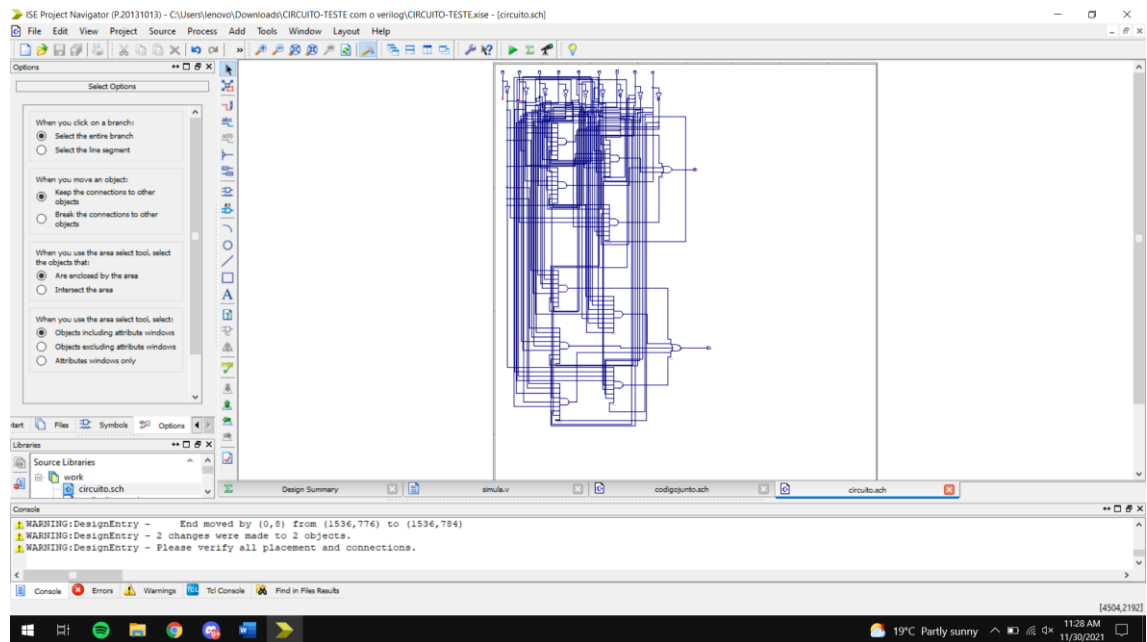 ISE Project Navigator (P.20131013) - C:\Users\lenovo\Downloads\CIRCUITO-TESTE com o verilog\CIRCUITO-TESTE.xise - [circuito.sch]
File Edit View Project Source Process Add Tools Window Layout Help
Options
Select Options
When you click on a branch:
Select the entire branch
Select the line segment
When you move an object:
Keep the connections to other
objects
Break the connections to other
objects
When you use the area select tool, select
the objects that:
Are enclosed by the area
Intersect the area
When you use the area select tool, select:
Objects including attribute windows
Objects excluding attribute windows
Attributes windows only
Files Symbols Options
Libraries
Source Libraries
work
circuito.sch
Design Summary
simula.v
codigojunto.sch
circuito.sch
Console
WARNING:DesignEntry - End moved by (0,8) from (1536,776) to (1536,784)
WARNING:DesignEntry - 2 changes were made to 2 objects.
WARNING:DesignEntry - Please verify all placement and connections.
Console Errors Warnings Tcl Console Find in Files Results
[4504,2192]
19°C Partly sunny
11:28 AM
11/30/2021